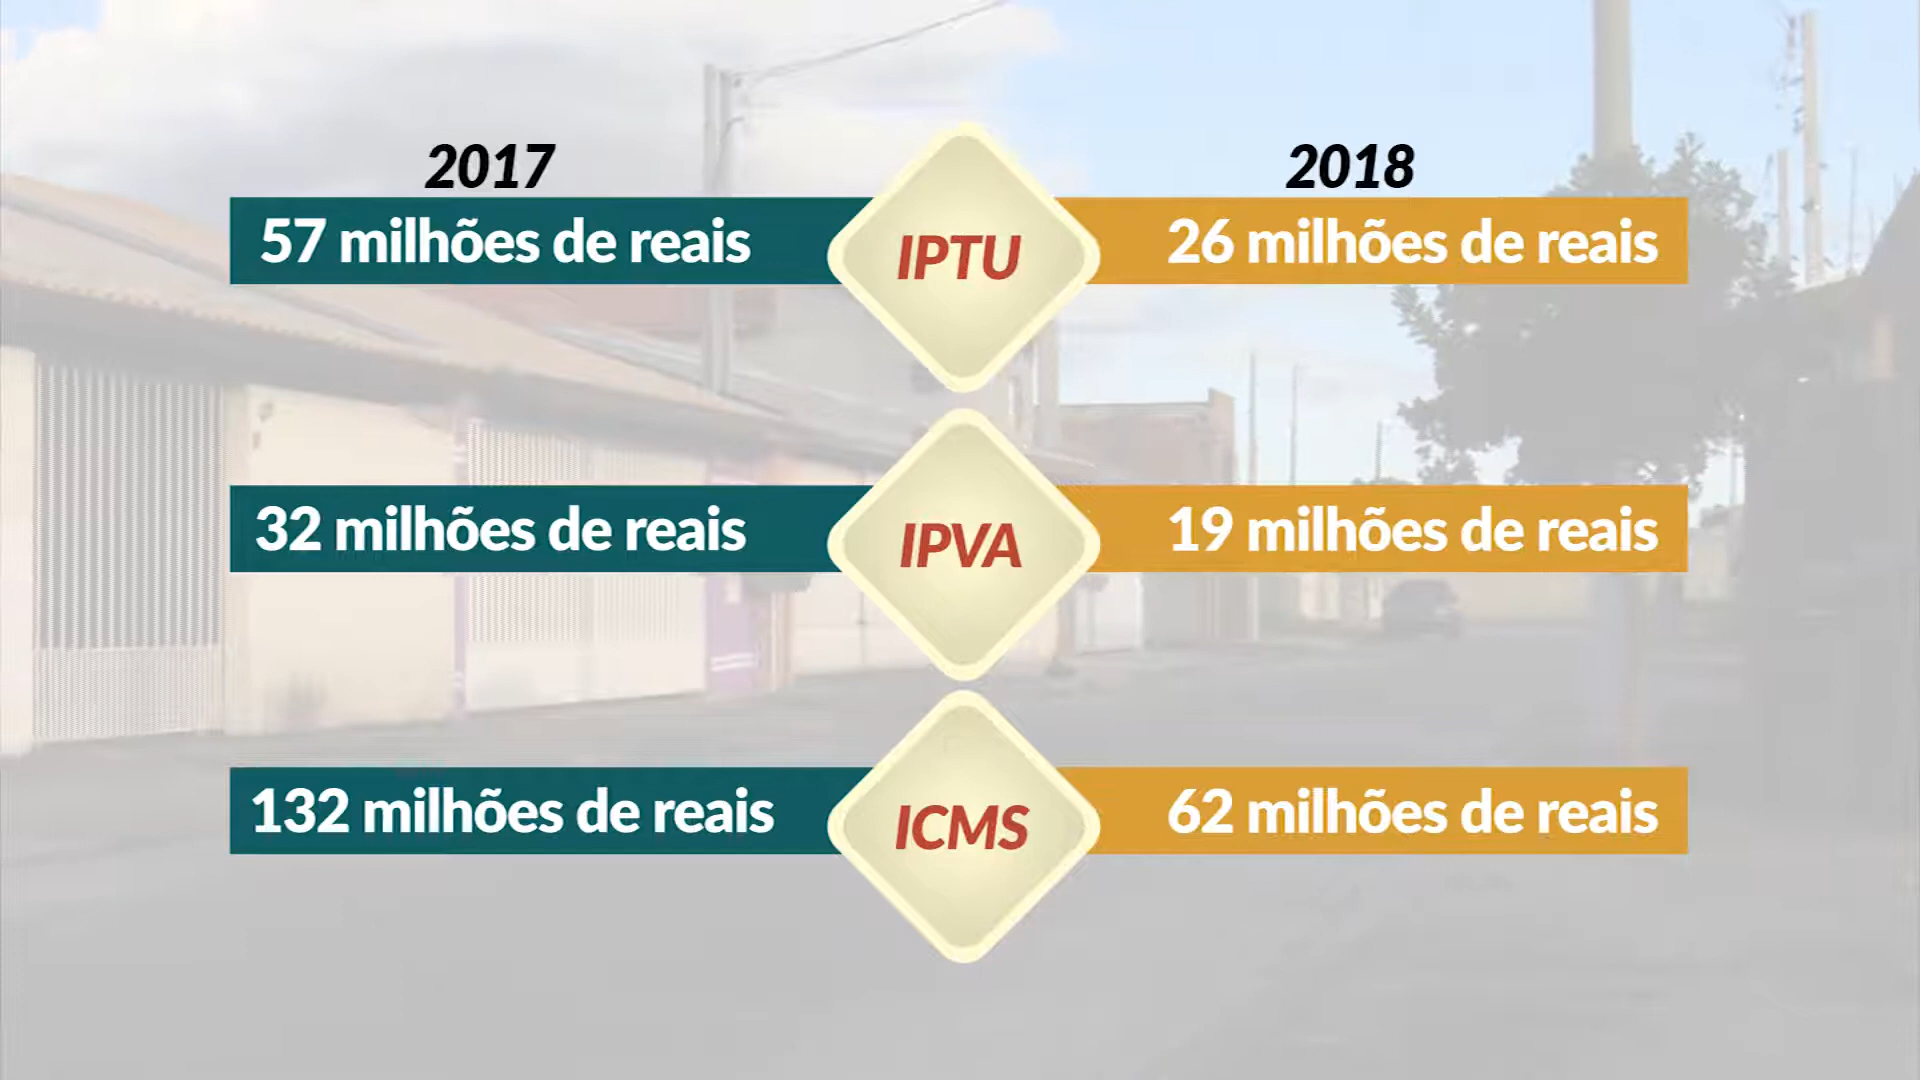 2017
2018
57 milhões de reais
IPTU
26 milhões de reais
32 milhões de reais
IPVA
19 milhões de reais
132 milhões de reais
ICMS
62 milhões de reais